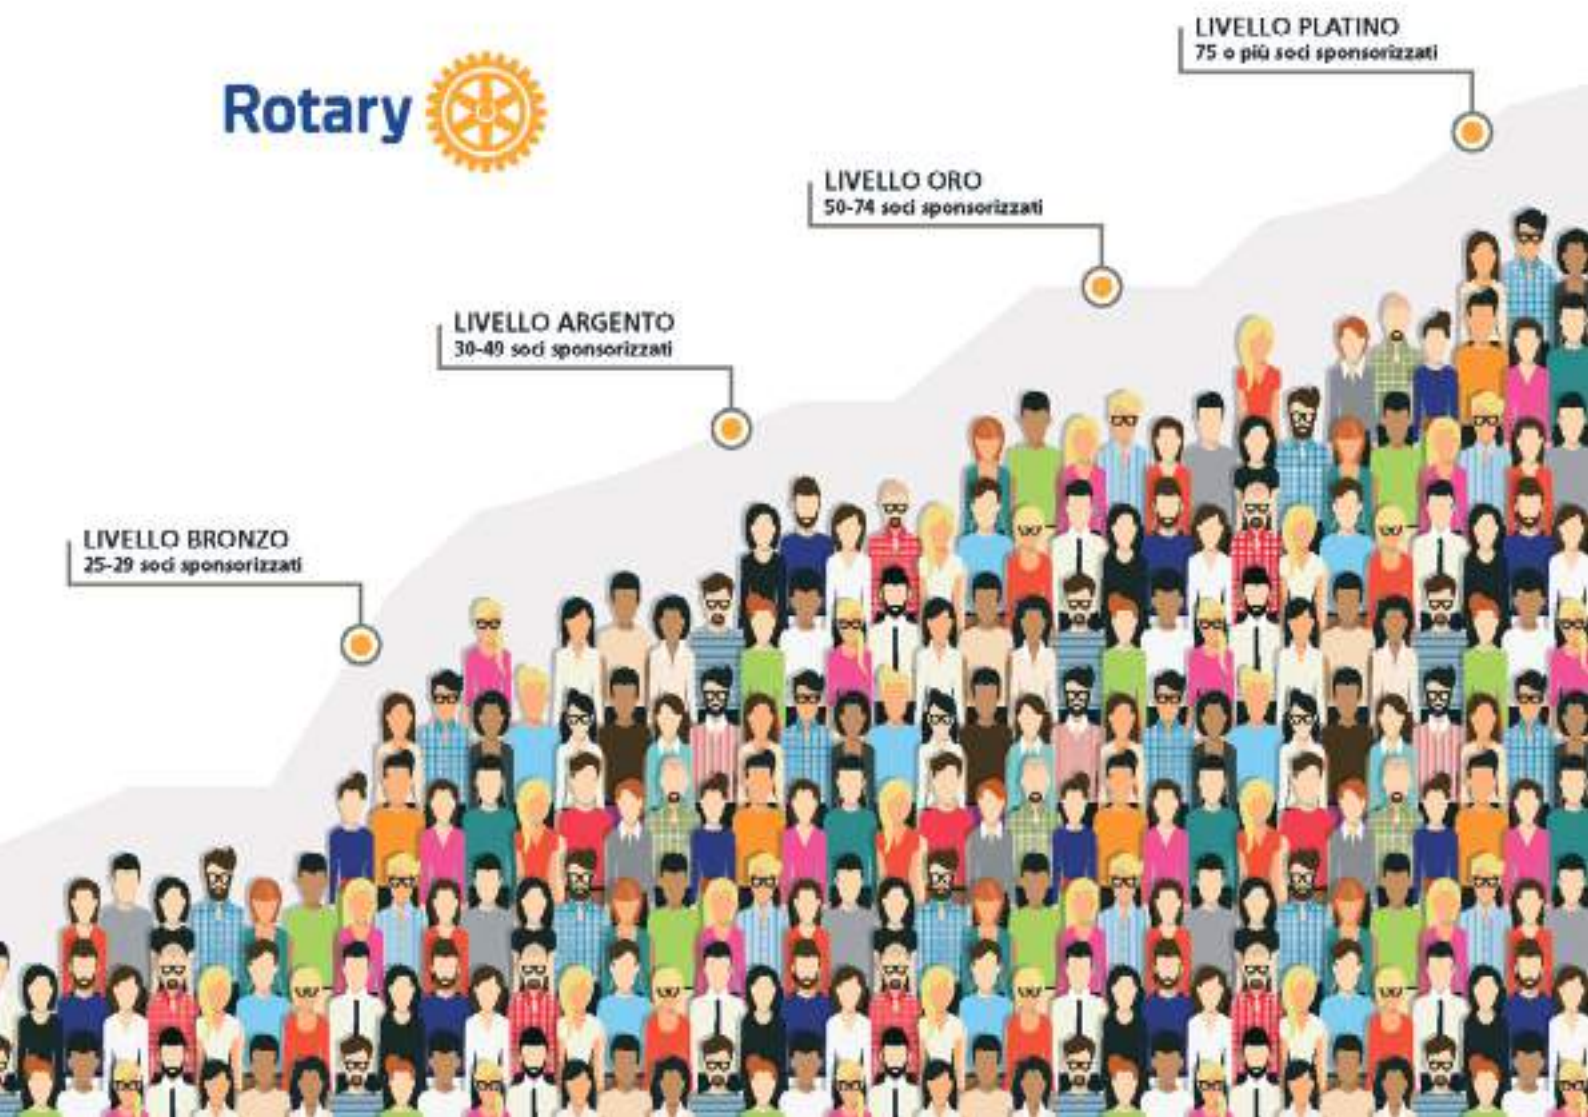 Rotary
LIVELLO PLATINO
75 o più soci sponsorizzati
LIVELLO ORO
50-74 soci sponsorizzati
LIVELLO ARGENTO
30-49 soci sponsorizzati
LIVELLO BRONZO
25-29 soci sponsorizzati